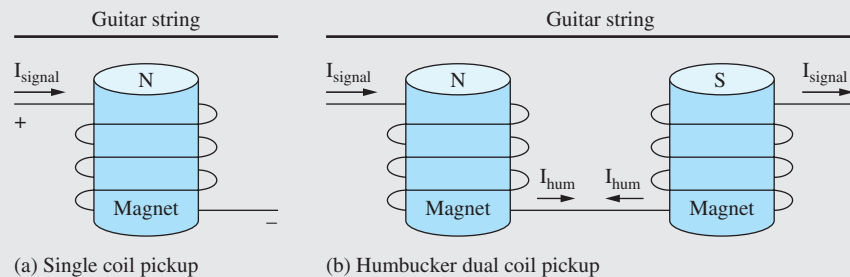 Guitar string
I_signal
N
+
Magnet
−
(a) Single coil pickup
Guitar string
I_signal
N
S
I_signal
I_hum
I_hum
Magnet
Magnet
(b) Humbucker dual coil pickup